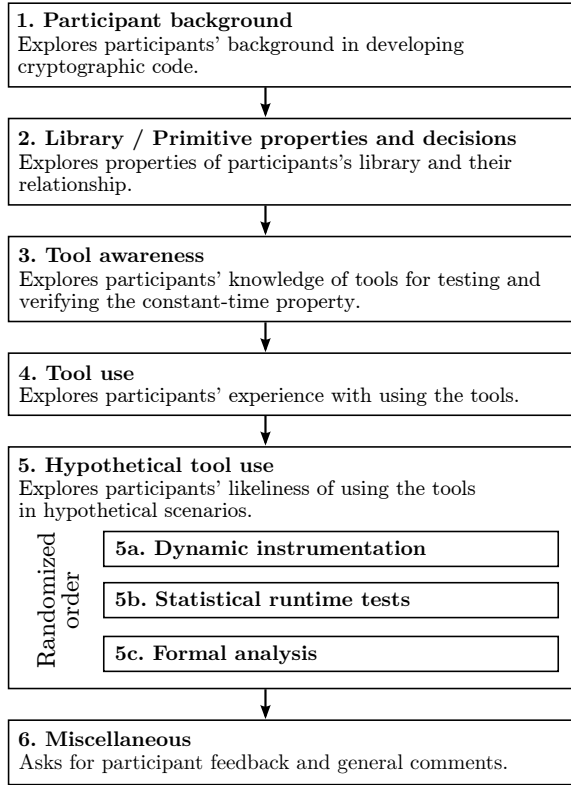 1. Participant background
Explores participants' background in developing
cryptographic code.
2. Library / Primitive properties and decisions
Explores properties of participants's library and their
relationship.
3. Tool awareness
Explores participants' knowledge of tools for testing and
verifying the constant-time property.
4. Tool use
Explores participants' experience with using the tools.
5. Hypothetical tool use
Explores participants' likeliness of using the tools
in hypothetical scenarios.
Randomized
order
5a. Dynamic instrumentation
5b. Statistical runtime tests
5c. Formal analysis
6. Miscellaneous
Asks for participant feedback and general comments.